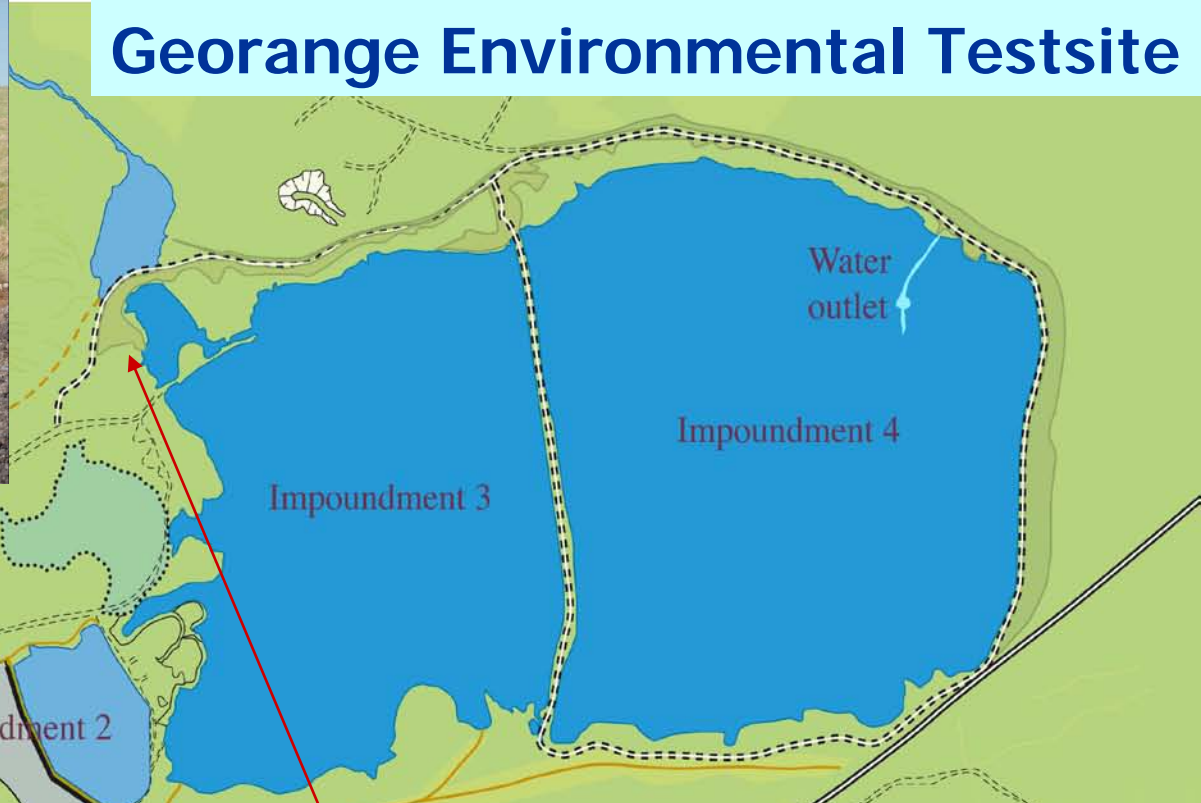 Georange Environmental Testsite
Water
outlet
Impoundment 4
Impoundment 3
dment 2